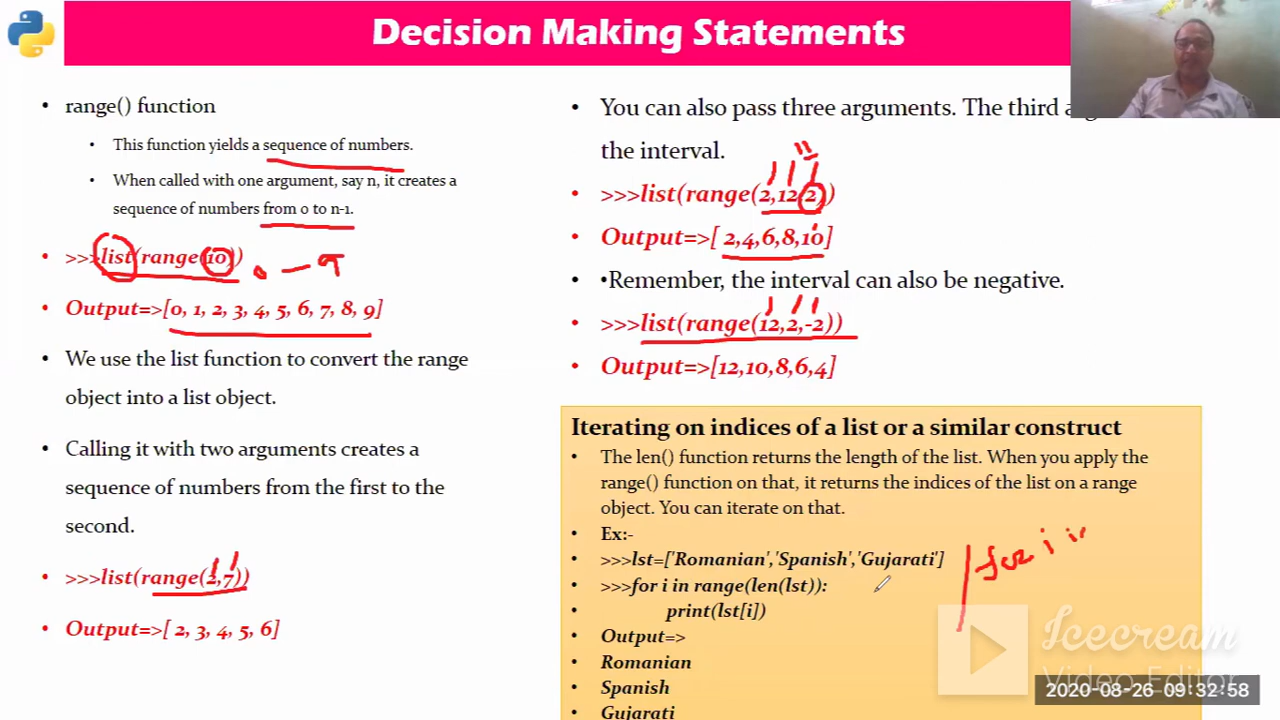 Decision Making Statements
• range() function
• This function yields a sequence of numbers.
• When called with one argument, say n, it creates a
sequence of numbers from 0 to n-1.
• >>>list(range(10))
0 — 9
• Output=>[0, 1, 2, 3, 4, 5, 6, 7, 8, 9]
• We use the list function to convert the range
object into a list object.
• Calling it with two arguments creates a
sequence of numbers from the first to the
second.
• >>>list(range(2,7))
• Output=>[ 2, 3, 4, 5, 6]
• You can also pass three arguments. The third
the interval.
• >>>list(range(2,12,2))
• Output=>[ 2,4,6,8,10]
• •Remember, the interval can also be negative.
• >>>list(range(12,2,-2))
• Output=>[12,10,8,6,4]
Iterating on indices of a list or a similar construct
• The len() function returns the length of the list. When you apply the
range() function on that, it returns the indices of the list on a range
object. You can iterate on that.
• Ex:-
• >>>lst=['Romanian','Spanish','Gujarati']
• >>>for i in range(len(lst)):
• print(lst[i])
• Output=>
• Romanian
• Spanish
• Gujarati
for i in
Icecream
Video Editor
2020-08-26 09:32:58